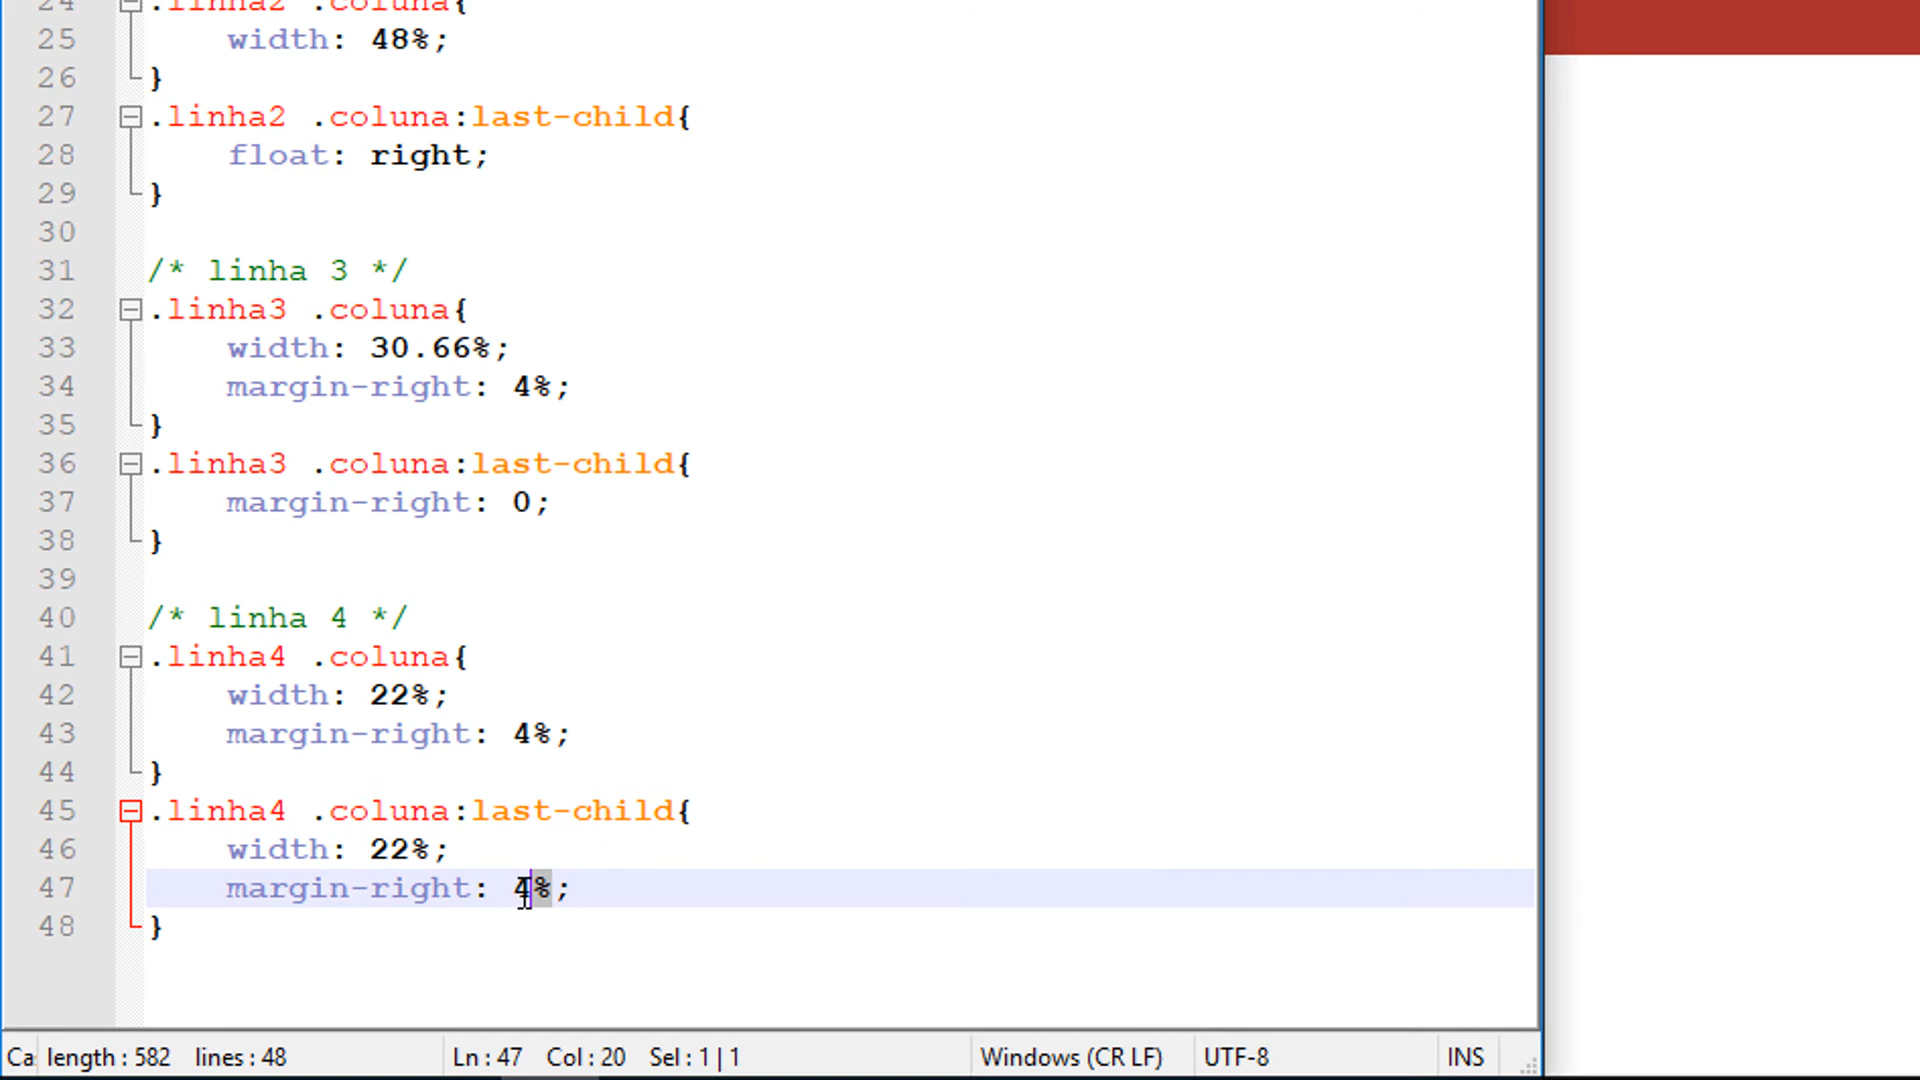 24 .linha2 .coluna{
25 width: 48%;
26 }
27 .linha2 .coluna:last-child{
28 float: right;
29 }
30
31 /* linha 3 */
32 .linha3 .coluna{
33 width: 30.66%;
34 margin-right: 4%;
35 }
36 .linha3 .coluna:last-child{
37 margin-right: 0;
38 }
39
40 /* linha 4 */
41 .linha4 .coluna{
42 width: 22%;
43 margin-right: 4%;
44 }
45 .linha4 .coluna:last-child{
46 width: 22%;
47 margin-right: 4%;
48 }
Ca length : 582 lines : 48 Ln : 47 Col : 20 Sel : 1 | 1 Windows (CR LF) UTF-8 INS